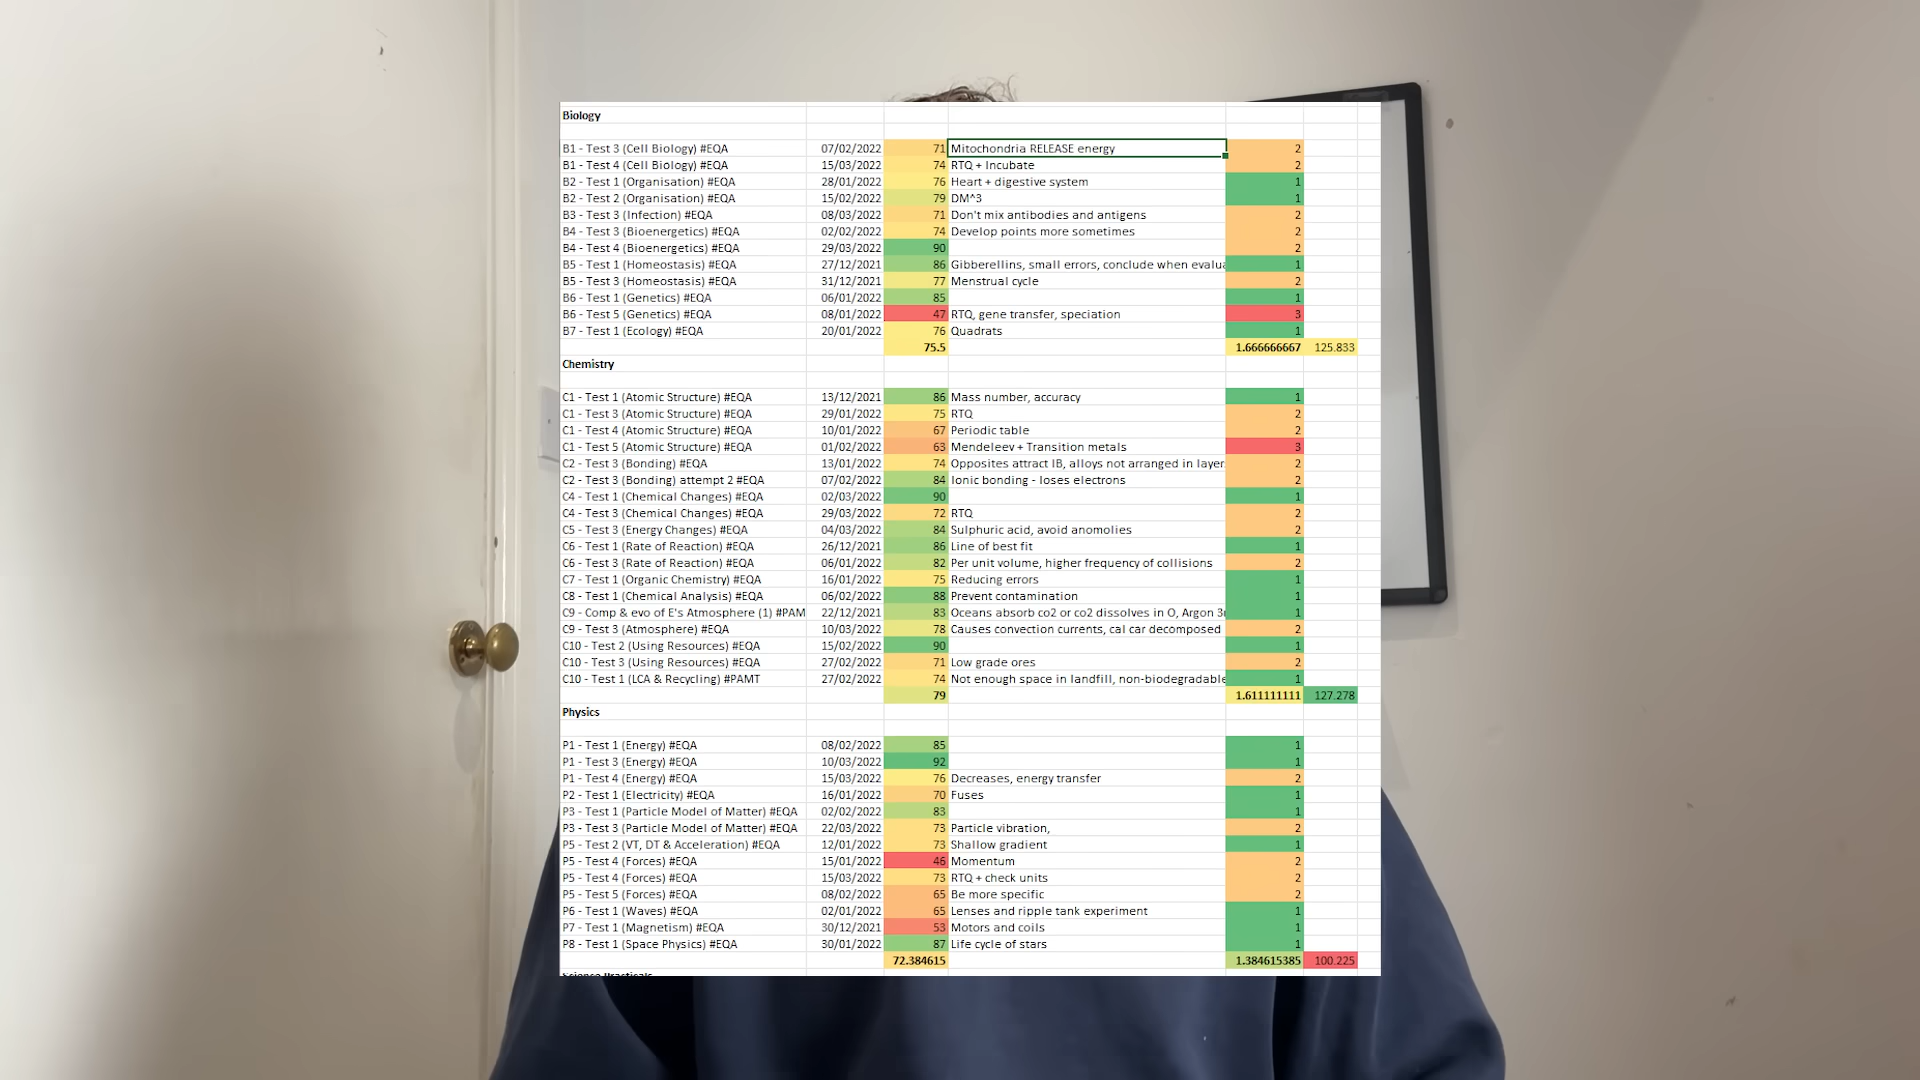 Biology
B1 - Test 3 (Cell Biology) #EQA 07/02/2022 71 Mitochondria RELEASE energy 2
B1 - Test 4 (Cell Biology) #EQA 15/03/2022 74 RTQ + Incubate 2
B2 - Test 1 (Organisation) #EQA 28/01/2022 76 Heart + digestive system 1
B2 - Test 2 (Organisation) #EQA 15/02/2022 79 DM^3 1
B3 - Test 3 (Infection) #EQA 08/03/2022 71 Don't mix antibodies and antigens 2
B4 - Test 3 (Bioenergetics) #EQA 02/02/2022 74 Develop points more sometimes 2
B4 - Test 4 (Bioenergetics) #EQA 29/03/2022 90 2
B5 - Test 1 (Homeostasis) #EQA 27/12/2021 86 Gibberellins, small errors, conclude when evalua 1
B5 - Test 3 (Homeostasis) #EQA 31/12/2021 77 Menstrual cycle 2
B6 - Test 1 (Genetics) #EQA 06/01/2022 85 1
B6 - Test 5 (Genetics) #EQA 08/01/2022 47 RTQ, gene transfer, speciation 3
B7 - Test 1 (Ecology) #EQA 20/01/2022 76 Quadrats 1
75.5 1.666666667 125.833
Chemistry
C1 - Test 1 (Atomic Structure) #EQA 13/12/2021 86 Mass number, accuracy 1
C1 - Test 3 (Atomic Structure) #EQA 29/01/2022 75 RTQ 2
C1 - Test 4 (Atomic Structure) #EQA 10/01/2022 67 Periodic table 2
C1 - Test 5 (Atomic Structure) #EQA 01/02/2022 63 Mendeleev + Transition metals 3
C2 - Test 3 (Bonding) #EQA 13/01/2022 74 Opposites attract IB, alloys not arranged in layer 2
C2 - Test 3 (Bonding) attempt 2 #EQA 07/02/2022 84 Ionic bonding - loses electrons 2
C4 - Test 1 (Chemical Changes) #EQA 02/03/2022 90 1
C4 - Test 3 (Chemical Changes) #EQA 29/03/2022 72 RTQ 2
C5 - Test 3 (Energy Changes) #EQA 04/03/2022 84 Sulphuric acid, avoid anomolies 2
C6 - Test 1 (Rate of Reaction) #EQA 26/12/2021 86 Line of best fit 1
C6 - Test 3 (Rate of Reaction) #EQA 06/01/2022 82 Per unit volume, higher frequency of collisions 2
C7 - Test 1 (Organic Chemistry) #EQA 16/01/2022 75 Reducing errors 1
C8 - Test 1 (Chemical Analysis) #EQA 06/02/2022 88 Prevent contamination 1
C9 - Comp & evo of E's Atmosphere (1) #PAM 22/12/2021 83 Oceans absorb co2 or co2 dissolves in O, Argon 3 1
C9 - Test 3 (Atmosphere) #EQA 10/03/2022 78 Causes convection currents, cal car decomposed 2
C10 - Test 2 (Using Resources) #EQA 15/02/2022 90 1
C10 - Test 3 (Using Resources) #EQA 27/02/2022 71 Low grade ores 2
C10 - Test 1 (LCA & Recycling) #PAMT 27/02/2022 74 Not enough space in landfill, non-biodegradable 1
79 1.611111111 127.278
Physics
P1 - Test 1 (Energy) #EQA 08/02/2022 85 1
P1 - Test 3 (Energy) #EQA 10/03/2022 92 1
P1 - Test 4 (Energy) #EQA 15/03/2022 76 Decreases, energy transfer 2
P2 - Test 1 (Electricity) #EQA 16/01/2022 70 Fuses 1
P3 - Test 1 (Particle Model of Matter) #EQA 02/02/2022 83 1
P3 - Test 3 (Particle Model of Matter) #EQA 22/03/2022 73 Particle vibration, 2
P5 - Test 2 (VT, DT & Acceleration) #EQA 12/01/2022 73 Shallow gradient 1
P5 - Test 4 (Forces) #EQA 15/01/2022 46 Momentum 2
P5 - Test 4 (Forces) #EQA 15/03/2022 73 RTQ + check units 2
P5 - Test 5 (Forces) #EQA 08/02/2022 65 Be more specific 2
P6 - Test 1 (Waves) #EQA 02/01/2022 65 Lenses and ripple tank experiment 1
P7 - Test 1 (Magnetism) #EQA 30/12/2021 53 Motors and coils 1
P8 - Test 1 (Space Physics) #EQA 30/01/2022 87 Life cycle of stars 1
72.384615 1.384615385 100.225